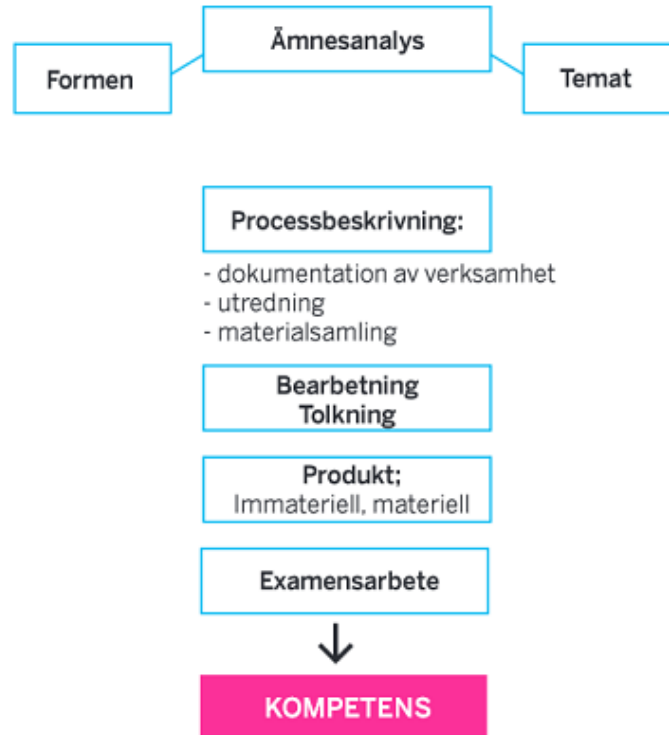 Ämnesanalys
Formen
Temat
Processbeskrivning:
- dokumentation av verksamhet
- utredning
- materialsamling
Bearbetning
Tolkning
Produkt;
Immateriell, materiell
Examensarbete
KOMPETENS